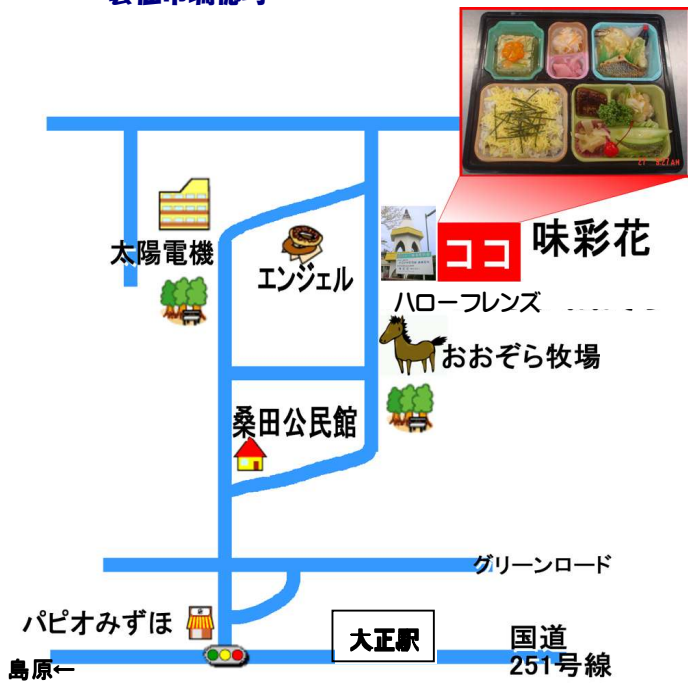 太陽電機
エンジェル
ココ
味彩花
ハローフレンズ
おおぞら牧場
桑田公民館
グリーンロード
パピオみずほ
大正駅
国道
251号線
島原←